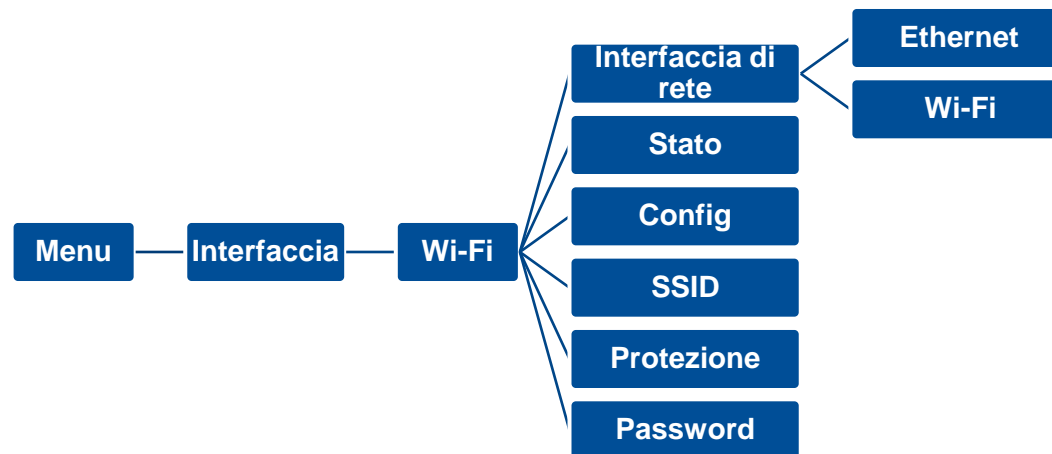 Menu
Interfaccia
Wi-Fi
Interfaccia di
rete
Stato
Config
SSID
Protezione
Password
Ethernet
Wi-Fi